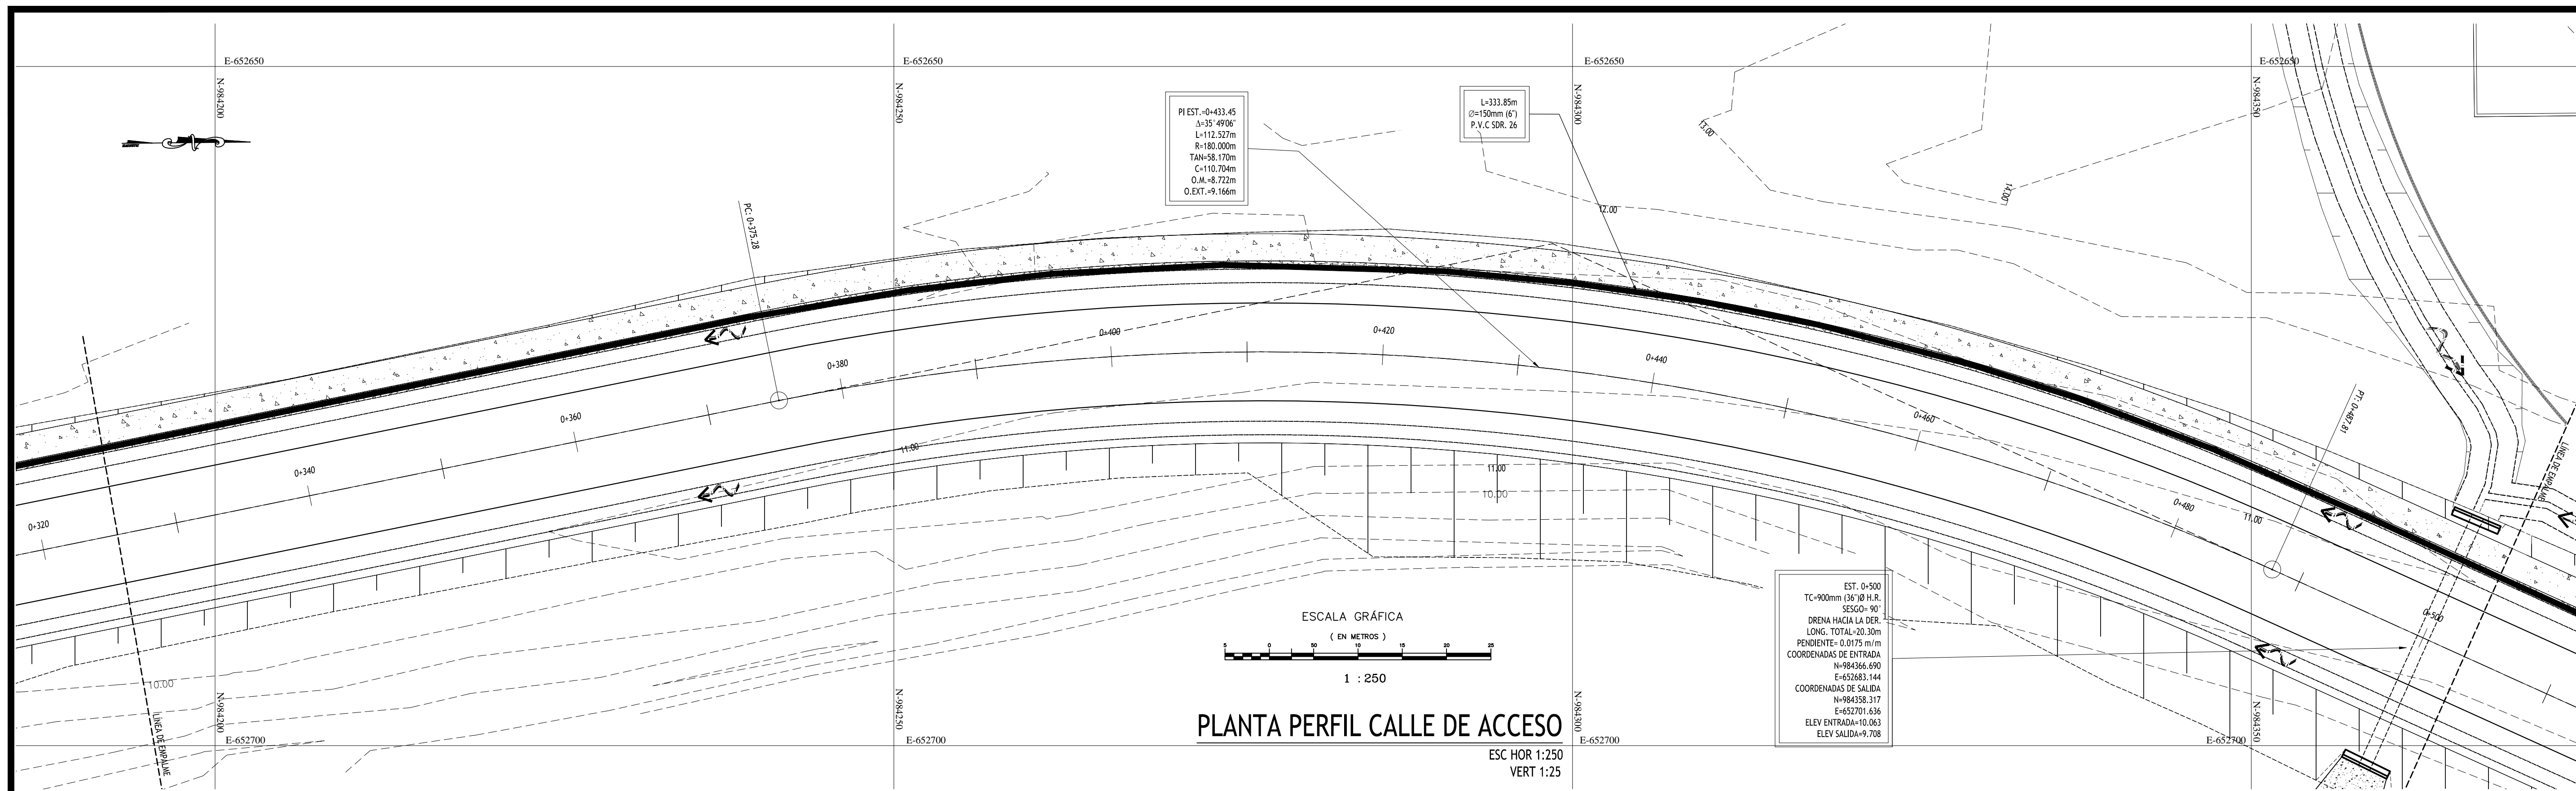 E-652650
E-652650
E-652650
E-652650
N-984200
N-984250
N-984300
N-984350
PI EST.=0+433.45
Δ=35°49'06"
L=112.527m
R=180.000m
TAN=58.170m
C=110.704m
O.M.=8.722m
O.EXT.=9.166m
L=333.85m
Ø=150mm (6")
P.V.C SDR. 26
13.00
14.00
12.00
PC: 0+375.28
0+320
0+340
0+360
0+380
0+400
0+420
0+440
0+460
0+480
0+500
PT: 0+487.81
LÍNEA DE EMPALME
11.00
11.00
10.00
11.00
10.00
LÍNEA DE EMPALME
EST. 0+500
TC=900mm (36")Ø H.R.
SESGO= 90°
DRENA HACIA LA DER.
LONG. TOTAL=20.30m
PENDIENTE= 0.0175 m/m
COORDENADAS DE ENTRADA
N=984366.690
E=652683.144
COORDENADAS DE SALIDA
N=984358.317
E=652701.636
ELEV ENTRADA=10.063
ELEV SALIDA=9.708
ESCALA GRÁFICA
( EN METROS )
5 0 50 10 15 20 25
1 : 250
N-984200
N-984250
N-984300
N-984350
E-652700
E-652700
E-652700
E-652700
PLANTA PERFIL CALLE DE ACCESO
ESC HOR 1:250
VERT 1:25